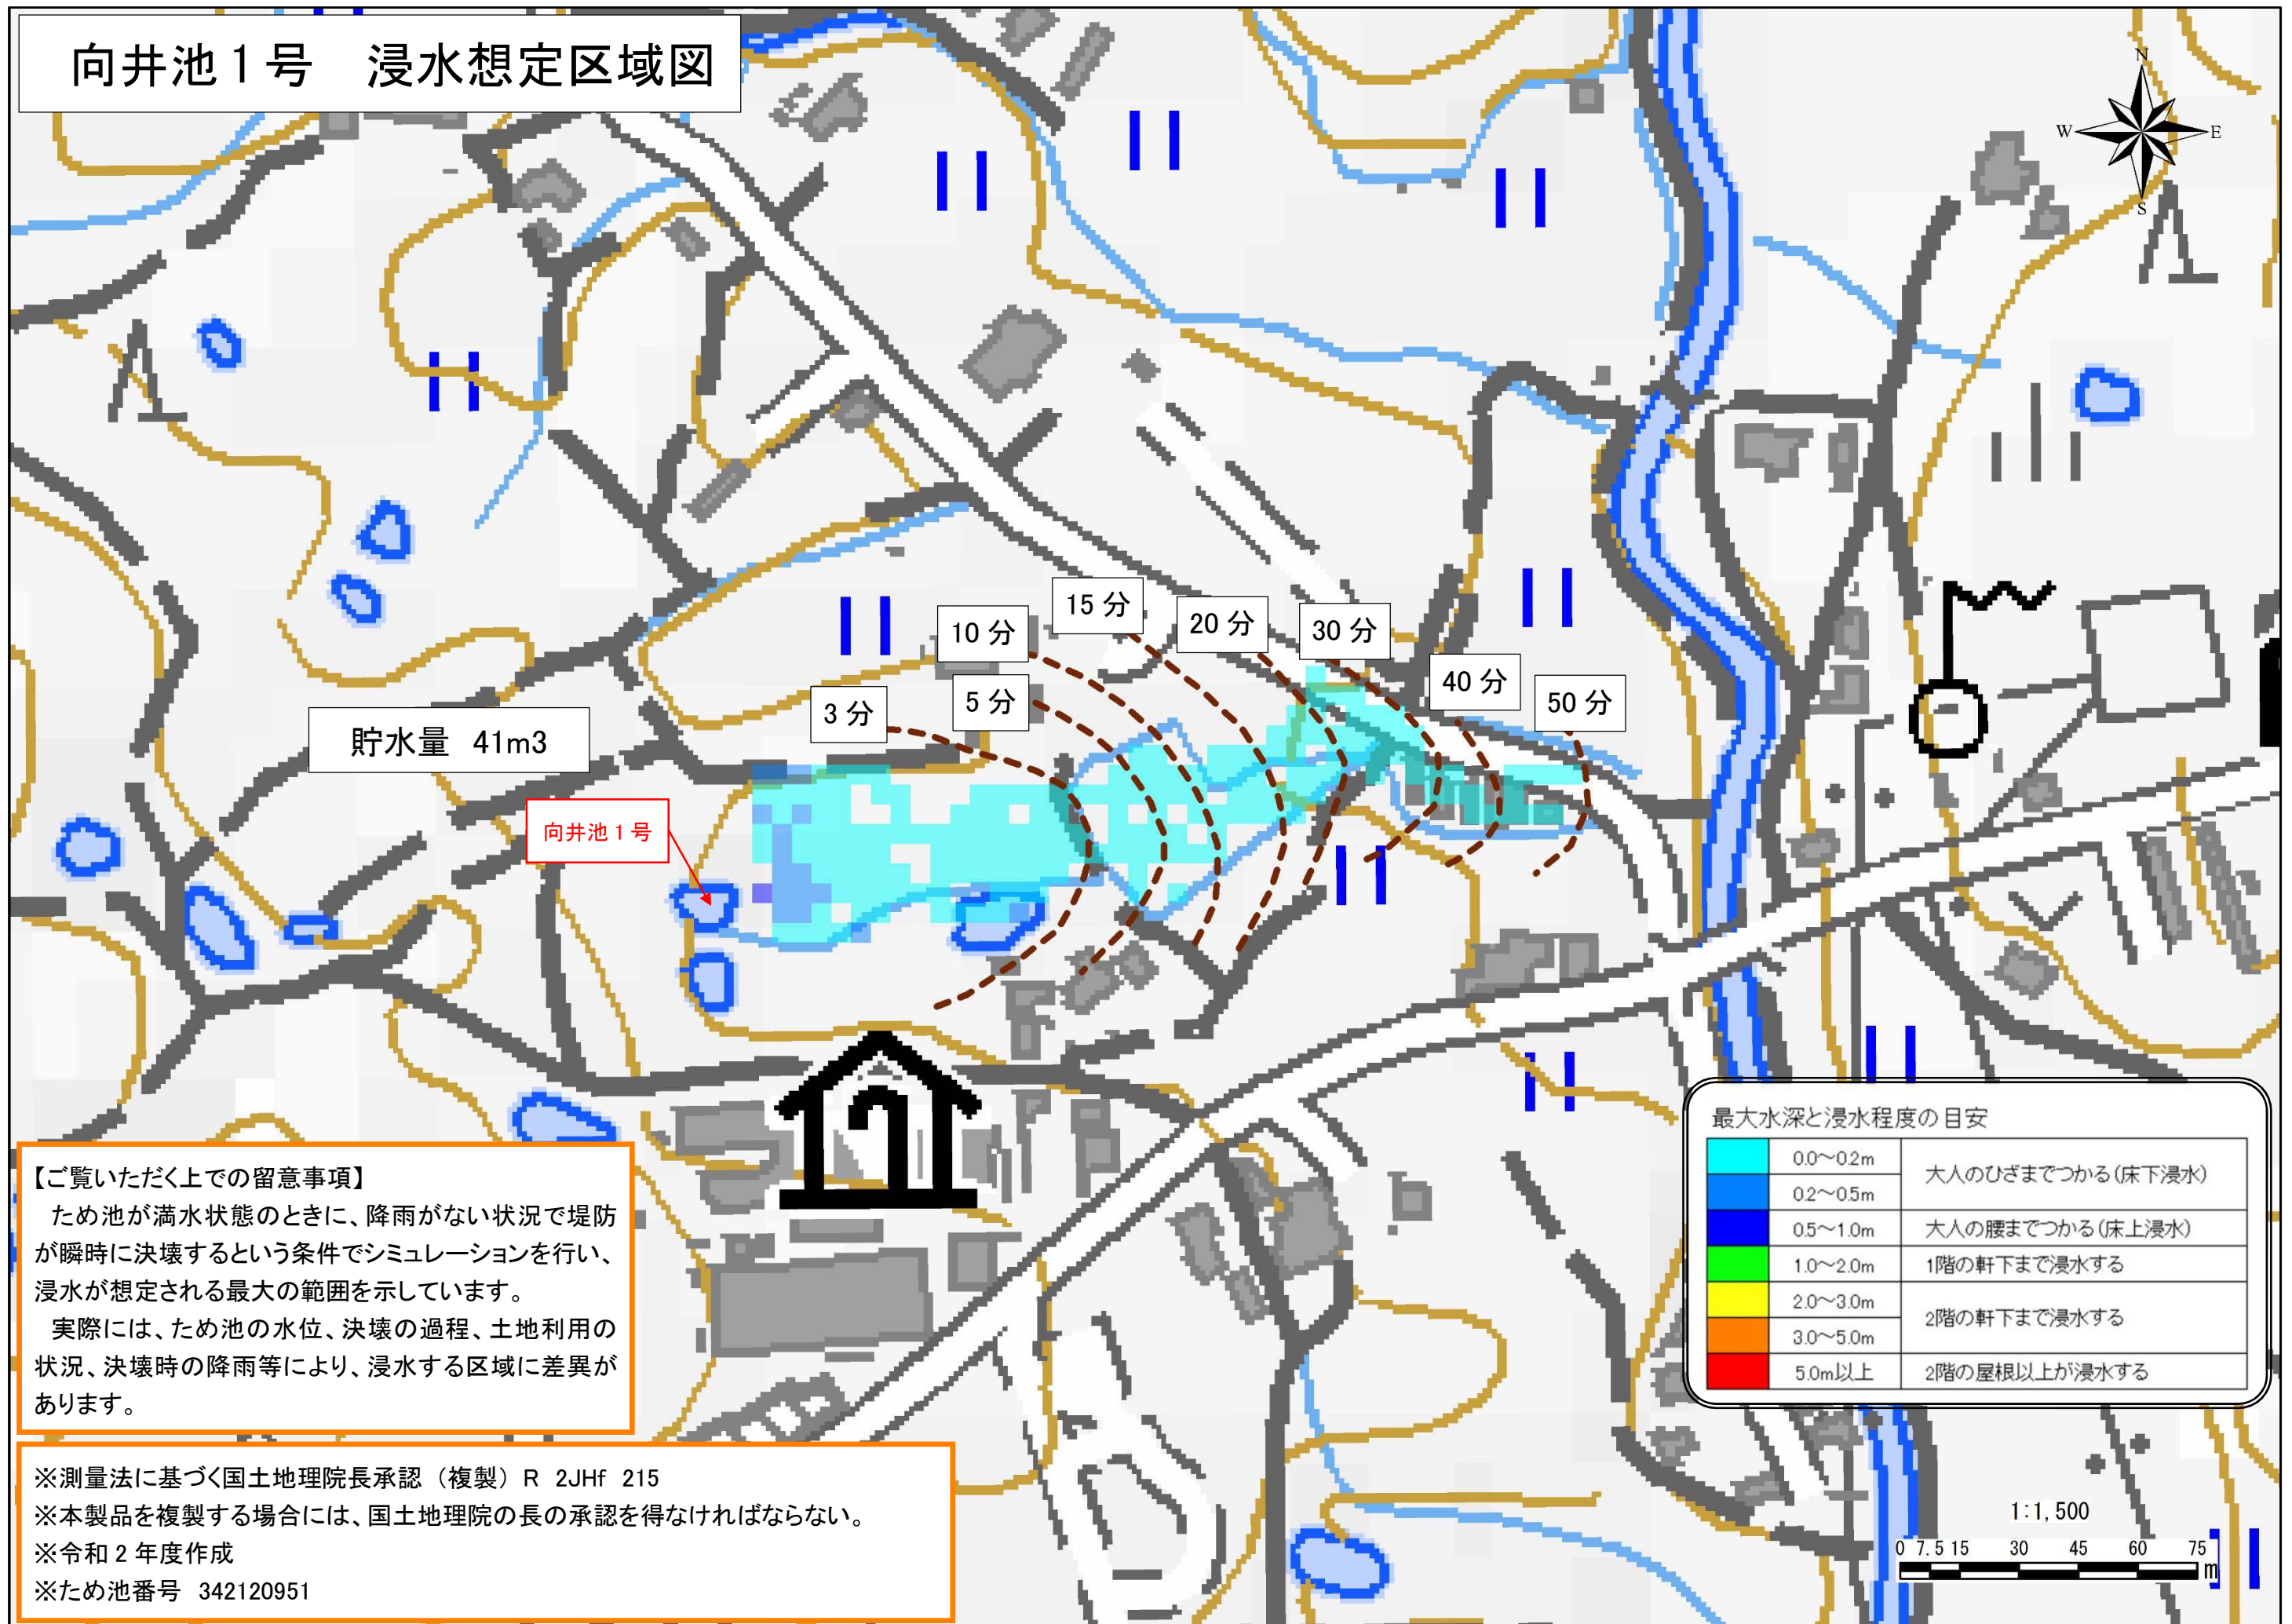 向井池1号　浸水想定区域図
N
W
E
S
15 分
10 分
20 分
30 分
5 分
40 分
3 分
50 分
貯水量 41m3
向井池1号
【ご覧いただく上での留意事項】
ため池が満水状態のときに、降雨がない状況で堤防
が瞬時に決壊するという条件でシミュレーションを行い、
浸水が想定される最大の範囲を示しています。
実際には、ため池の水位、決壊の過程、土地利用の
状況、決壊時の降雨等により、浸水する区域に差異が
あります。
※測量法に基づく国土地理院長承認（複製）R 2JHf 215
※本製品を複製する場合には、国土地理院の長の承認を得なければならない。
※令和2年度作成
※ため池番号 342120951
最大水深と浸水程度の目安
0.0～0.2m
大人のひざまでつかる(床下浸水)
0.2～0.5m
0.5～1.0m 大人の腰までつかる(床上浸水)
1.0～2.0m 1階の軒下まで浸水する
2.0～3.0m
2階の軒下まで浸水する
3.0～5.0m
5.0m以上 2階の屋根以上が浸水する
1:1,500
0 7.5 15 30 45 60 75
m